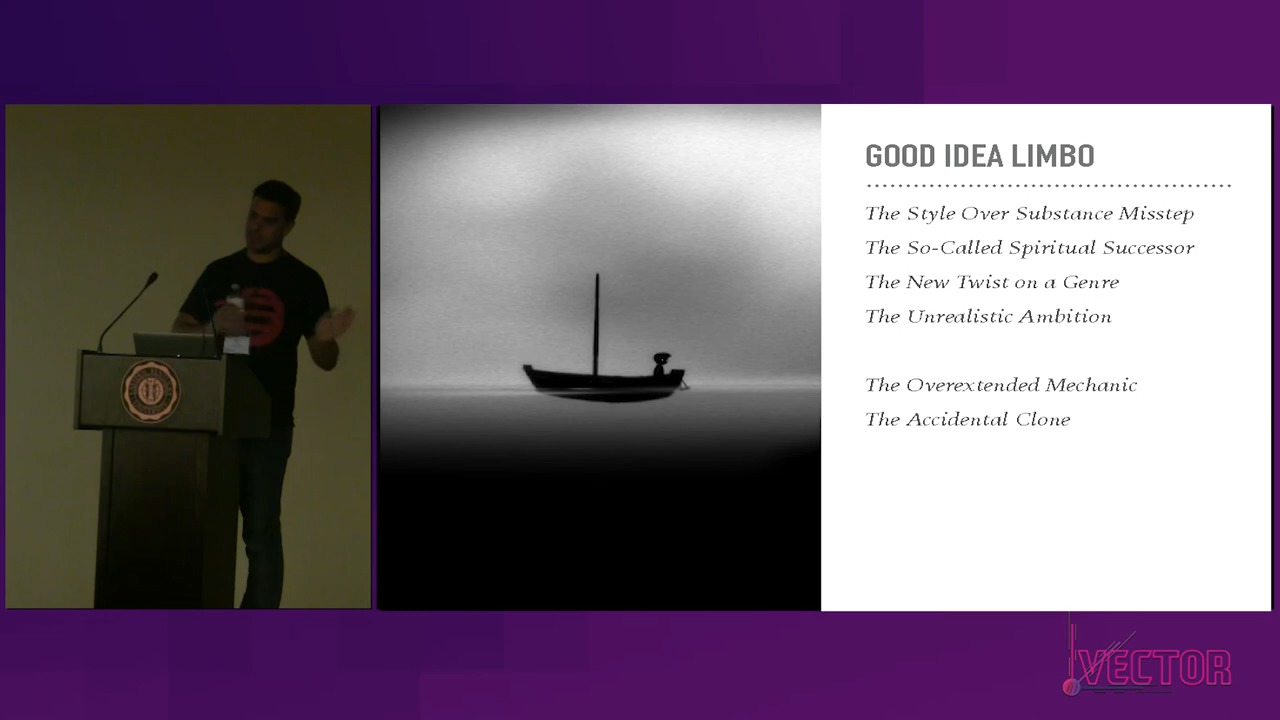 GOOD IDEA LIMBO
The Style Over Substance Misstep
The So-Called Spiritual Successor
The New Twist on a Genre
The Unrealistic Ambition
The Overextended Mechanic
The Accidental Clone
VECTOR